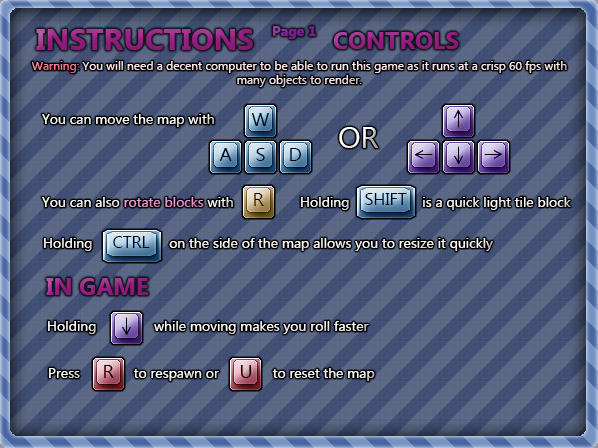 INSTRUCTIONS Page 1 CONTROLS
Warning: You will need a decent computer to be able to run this game as it runs at a crisp 60 fps with
many objects to render.
You can move the map with W A S D OR ↑ ← ↓ →
You can also rotate blocks with R Holding SHIFT is a quick light tile block
Holding CTRL on the side of the map allows you to resize it quickly
IN GAME
Holding ↓ while moving makes you roll faster
Press R to respawn or U to reset the map